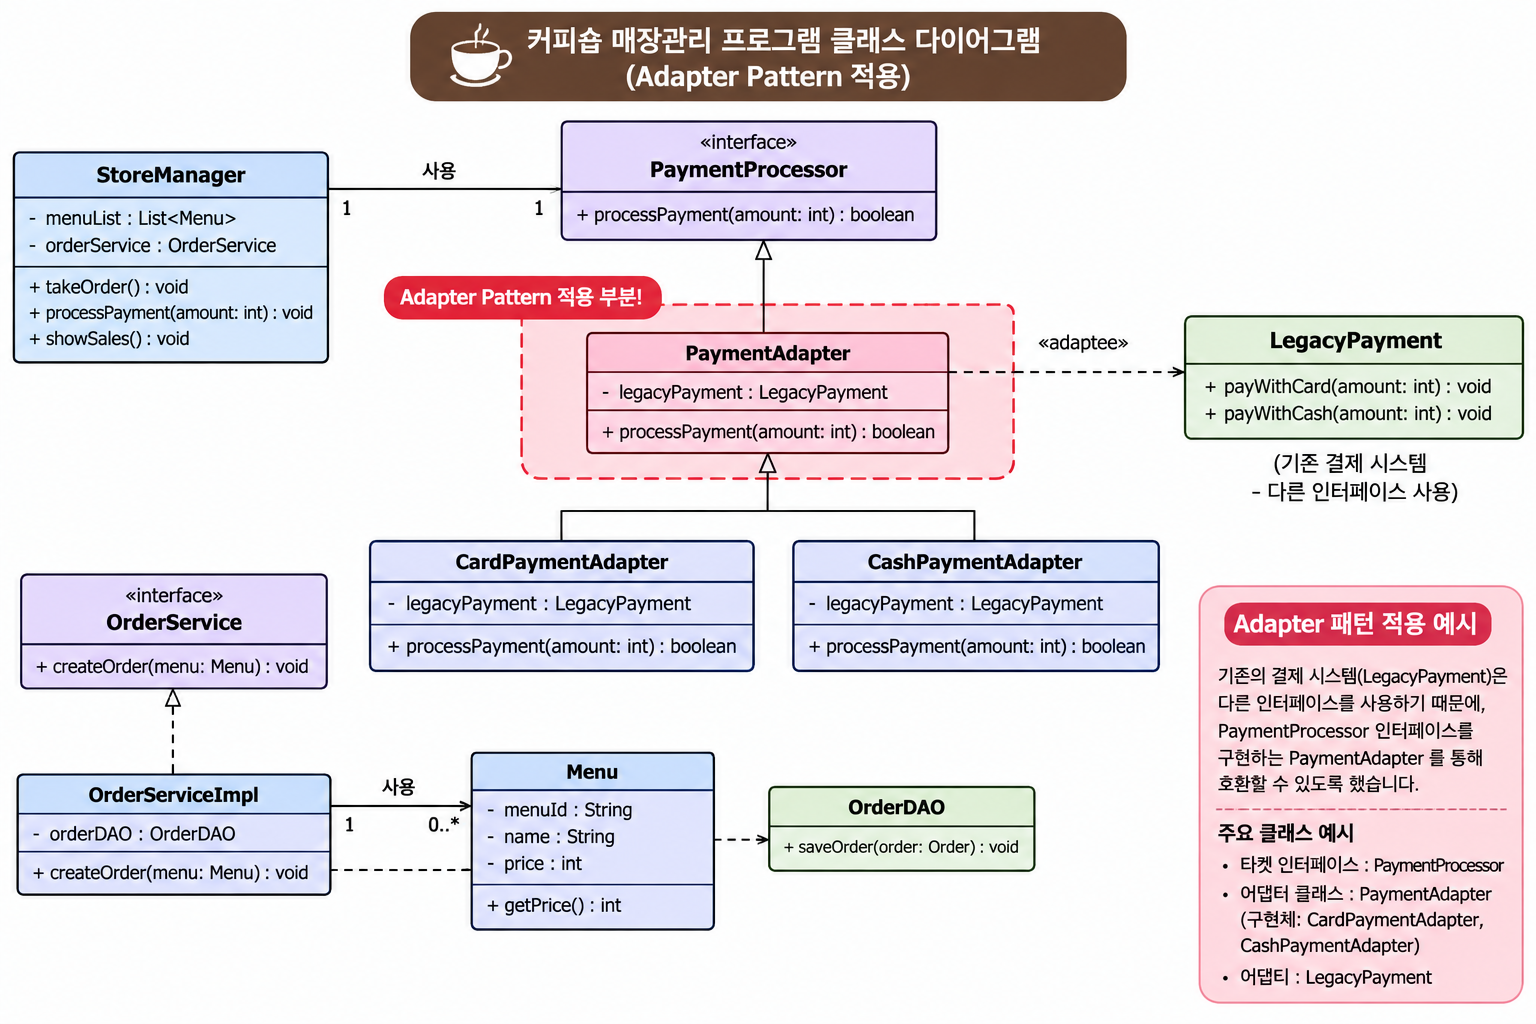 커피숍 매장관리 프로그램 클래스 다이어그램
(Adapter Pattern 적용)
StoreManager
- menuList : List<Menu>
- orderService : OrderService
+ takeOrder() : void
+ processPayment(amount: int) : void
+ showSales() : void
사용
1
1
«interface»
PaymentProcessor
+ processPayment(amount: int) : boolean
Adapter Pattern 적용 부분!
PaymentAdapter
- legacyPayment : LegacyPayment
+ processPayment(amount: int) : boolean
«adaptee»
LegacyPayment
+ payWithCard(amount: int) : void
+ payWithCash(amount: int) : void
(기존 결제 시스템
- 다른 인터페이스 사용)
CardPaymentAdapter
- legacyPayment : LegacyPayment
+ processPayment(amount: int) : boolean
CashPaymentAdapter
- legacyPayment : LegacyPayment
+ processPayment(amount: int) : boolean
«interface»
OrderService
+ createOrder(menu: Menu) : void
OrderServiceImpl
- orderDAO : OrderDAO
+ createOrder(menu: Menu) : void
사용
1
0..*
Menu
- menuId : String
- name : String
- price : int
+ getPrice() : int
OrderDAO
+ saveOrder(order: Order) : void
Adapter 패턴 적용 예시
기존의 결제 시스템(LegacyPayment)은
다른 인터페이스를 사용하기 때문에,
PaymentProcessor 인터페이스를
구현하는 PaymentAdapter 를 통해
호환할 수 있도록 했습니다.
주요 클래스 예시
• 타켓 인터페이스 : PaymentProcessor
• 어댑터 클래스 : PaymentAdapter
(구현체: CardPaymentAdapter,
CashPaymentAdapter)
• 어댑티 : LegacyPayment